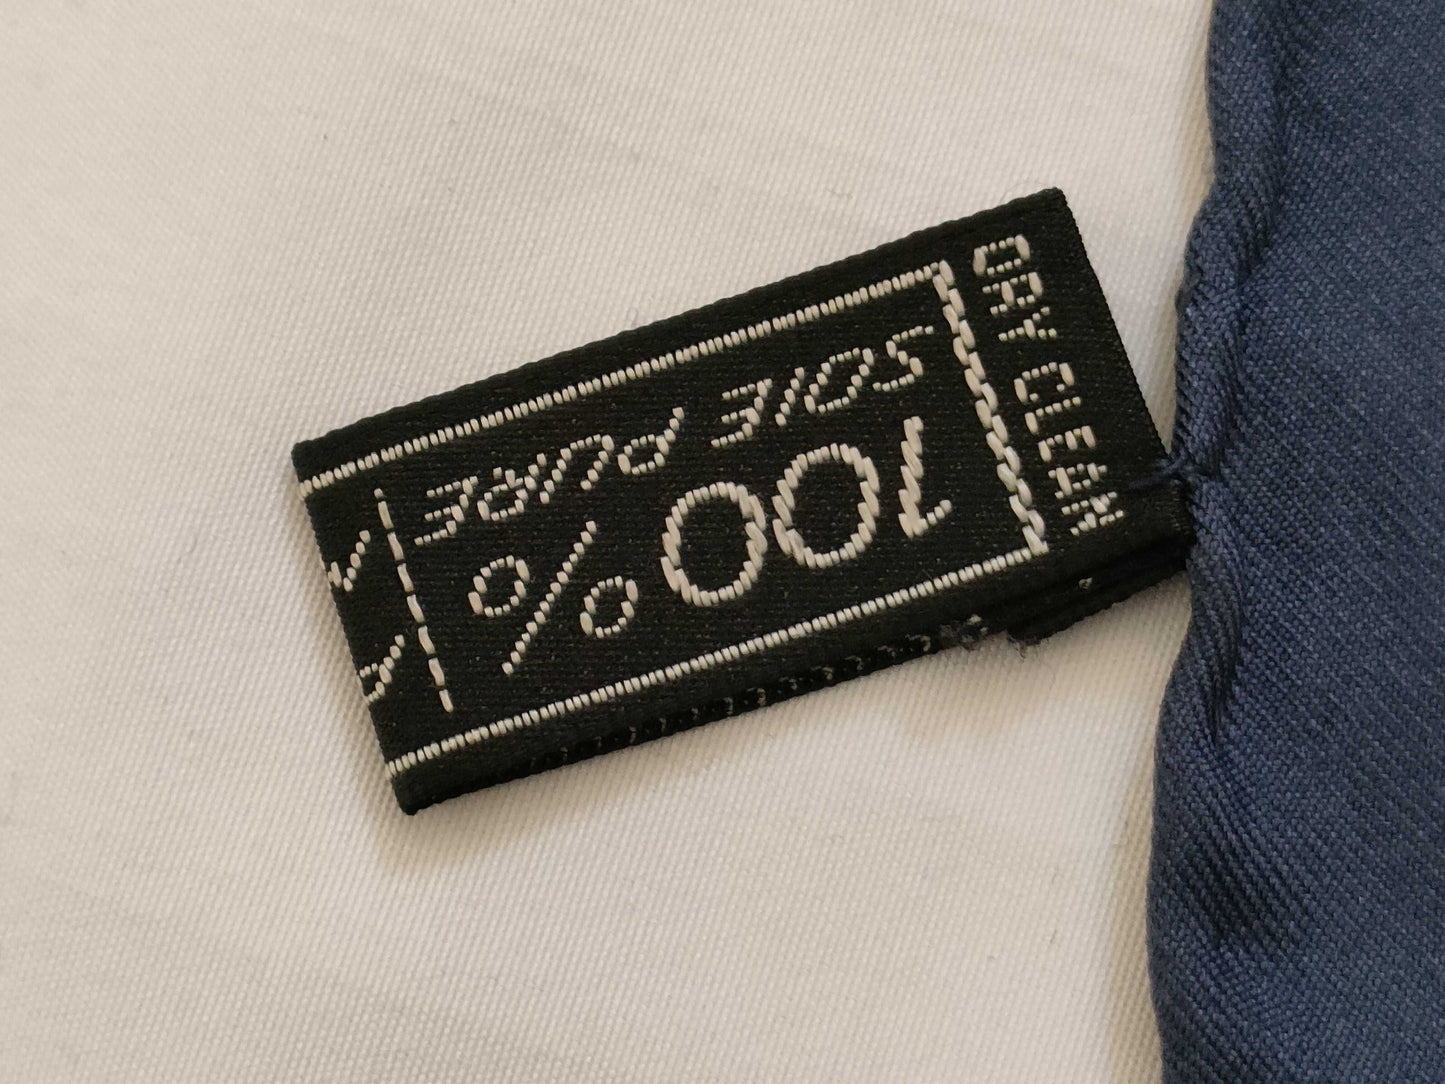 100%
SOIE PURE
DRY CLEAN